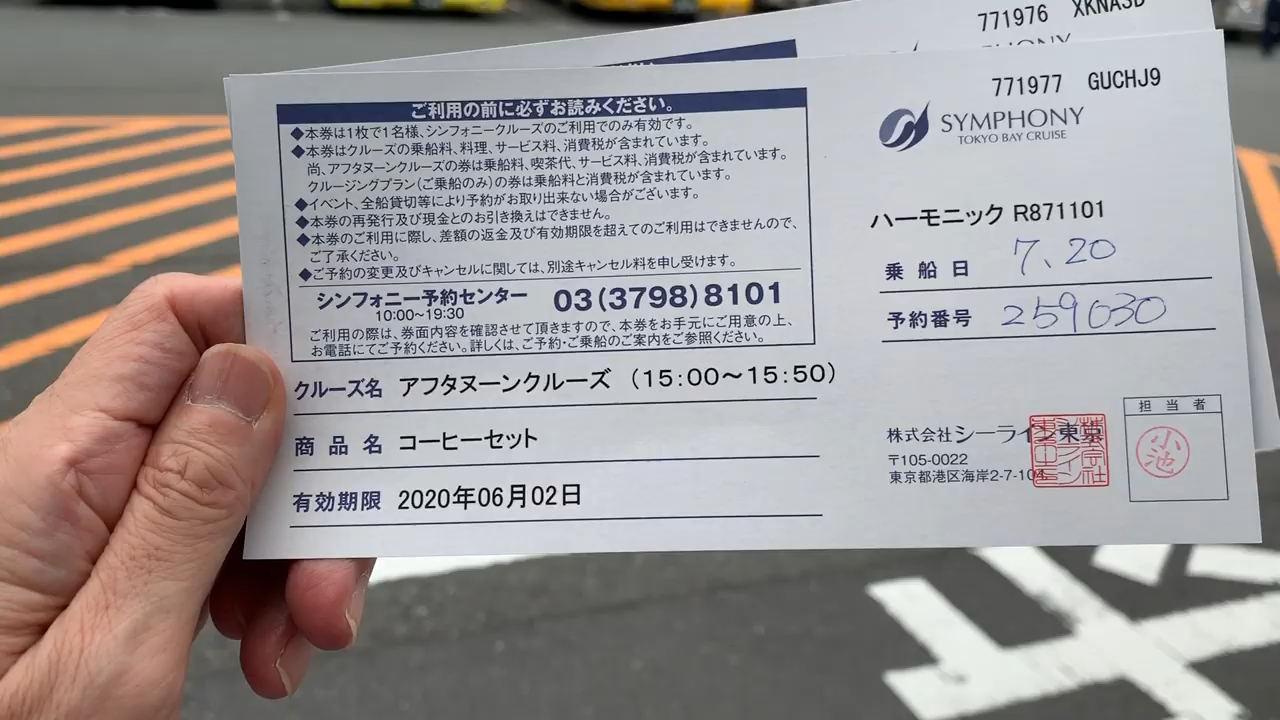 771976 XKNASD
771977 GUCHJ9
SYMPHONY
TOKYO BAY CRUISE
ご利用の前に必ずお読みください。
◆本券は1枚で1名様、シンフォニークルーズのご利用でのみ有効です。
◆本券はクルーズの乗船料、料理、サービス料、消費税が含まれています。
尚、アフタヌーンクルーズの券は乗船料、喫茶代、サービス料、消費税が含まれています。
クルージングプラン(ご乗船のみ)の券は乗船料と消費税が含まれています。
◆イベント、全船貸切等により予約がお取り出来ない場合がございます。
◆本券の再発行及び現金とのお引き換えはできません。
◆本券のご利用に際し、差額の返金及び有効期限を超えてのご利用はできませんので、
ご了承ください。
◆ご予約の変更及びキャンセルに関しては、別途キャンセル料を申し受けます。
シンフォニー予約センター 03(3798)8101
10:00～19:30
ご利用の際は、券面内容を確認させて頂きますので、本券をお手元にご用意の上、
お電話にてご予約ください。詳しくは、ご予約・ご乗船のご案内をご参照ください。
クルーズ名 アフタヌーンクルーズ (15:00～15:50)
商品名 コーヒーセット
有効期限 2020年06月02日
ハーモニック R871101
乗船日 7、20
予約番号 259030
株式会社シーライン東京
〒105-0022
東京都港区海岸2-7-104
担当者
小池